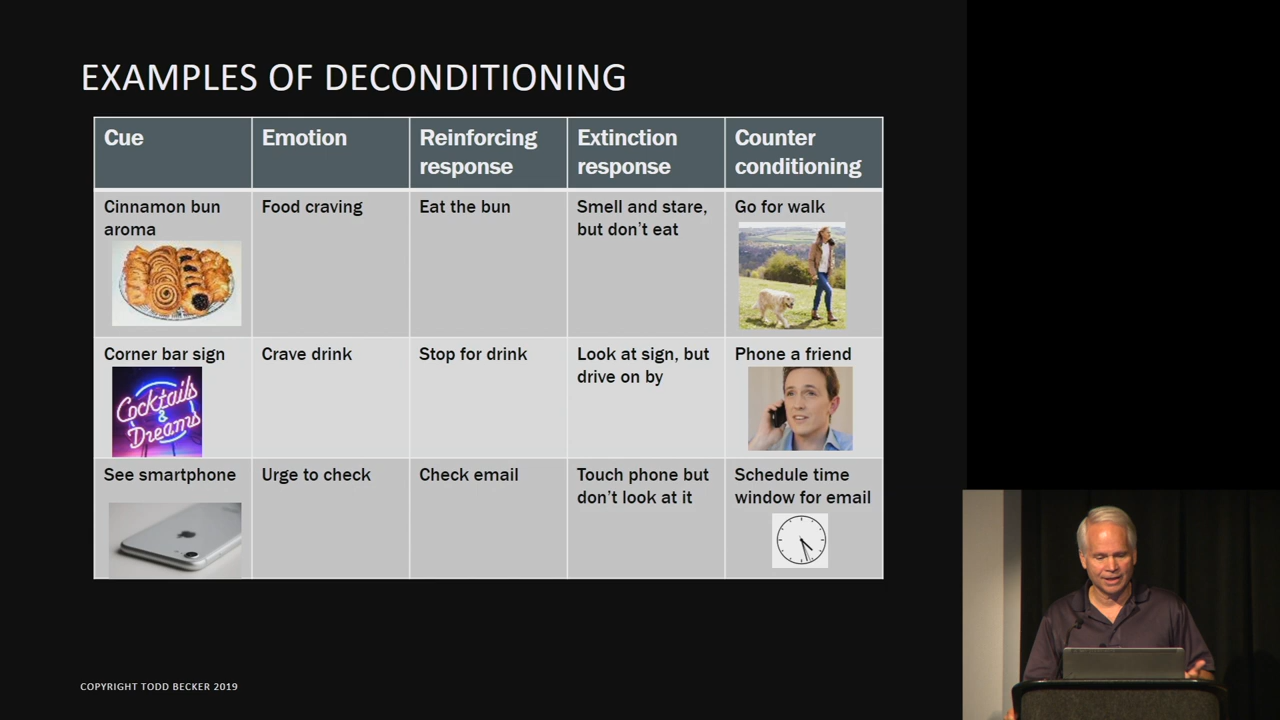 EXAMPLES OF DECONDITIONING
Cue
Emotion
Reinforcing
response
Extinction
response
Counter
conditioning
Cinnamon bun
aroma
Food craving
Eat the bun
Smell and stare,
but don't eat
Go for walk
Corner bar sign
Cocktails
&
Dreams
Crave drink
Stop for drink
Look at sign, but
drive on by
Phone a friend
See smartphone
Urge to check
Check email
Touch phone but
don't look at it
Schedule time
window for email
COPYRIGHT TODD BECKER 2019